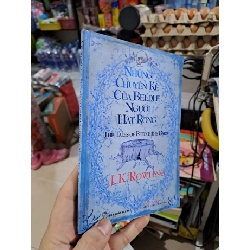 NHỮNG
CHUYỆN KỂ
CỦA BEEDLE
NGƯỜI
HÁT RONG
THE TALES OF BEEDLE THE BARD
J.K. ROWLING